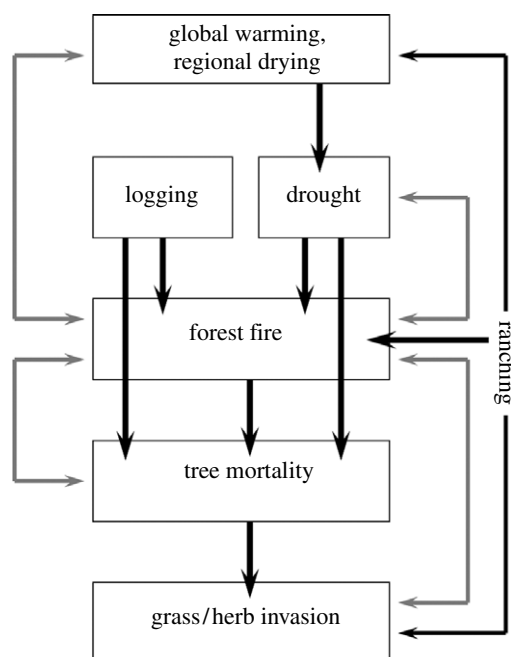 global warming,
regional drying
logging
drought
forest fire
ranching
tree mortality
grass/herb invasion